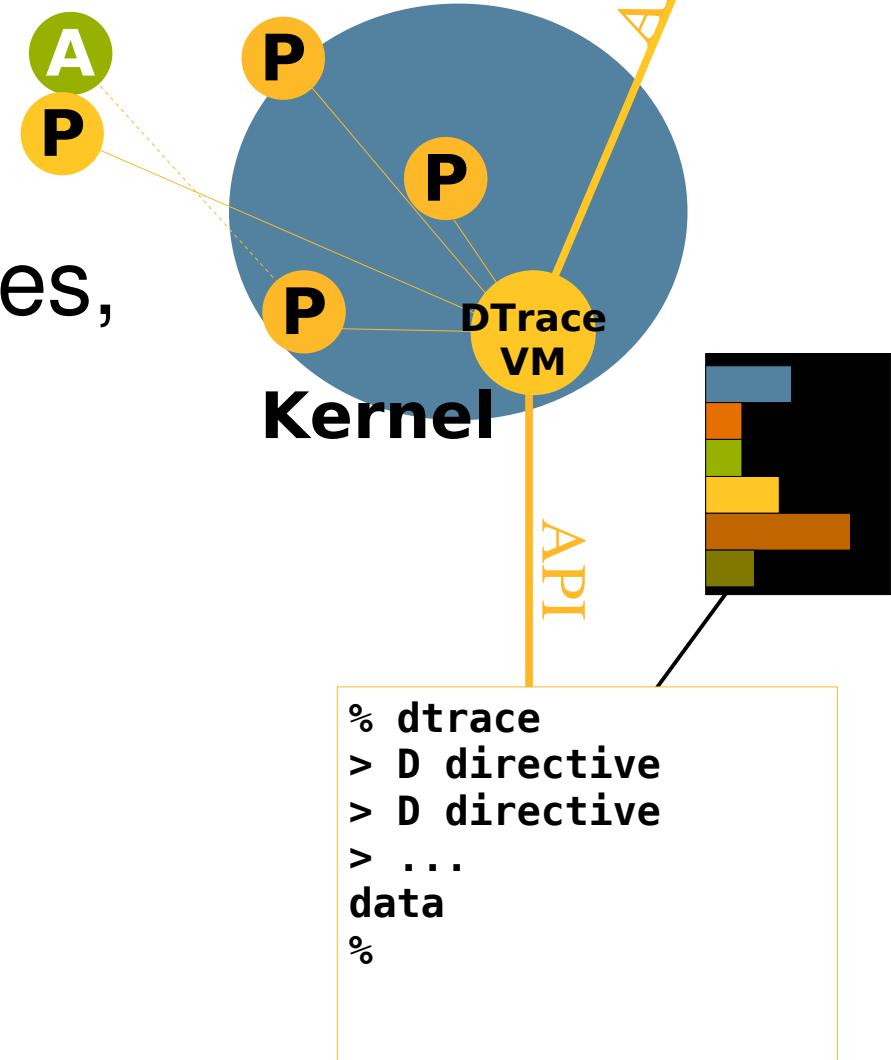 A
A
P
P
P
es,
P
DTrace
VM
Kernel
API
% dtrace
> D directive
> D directive
> ...
data
%